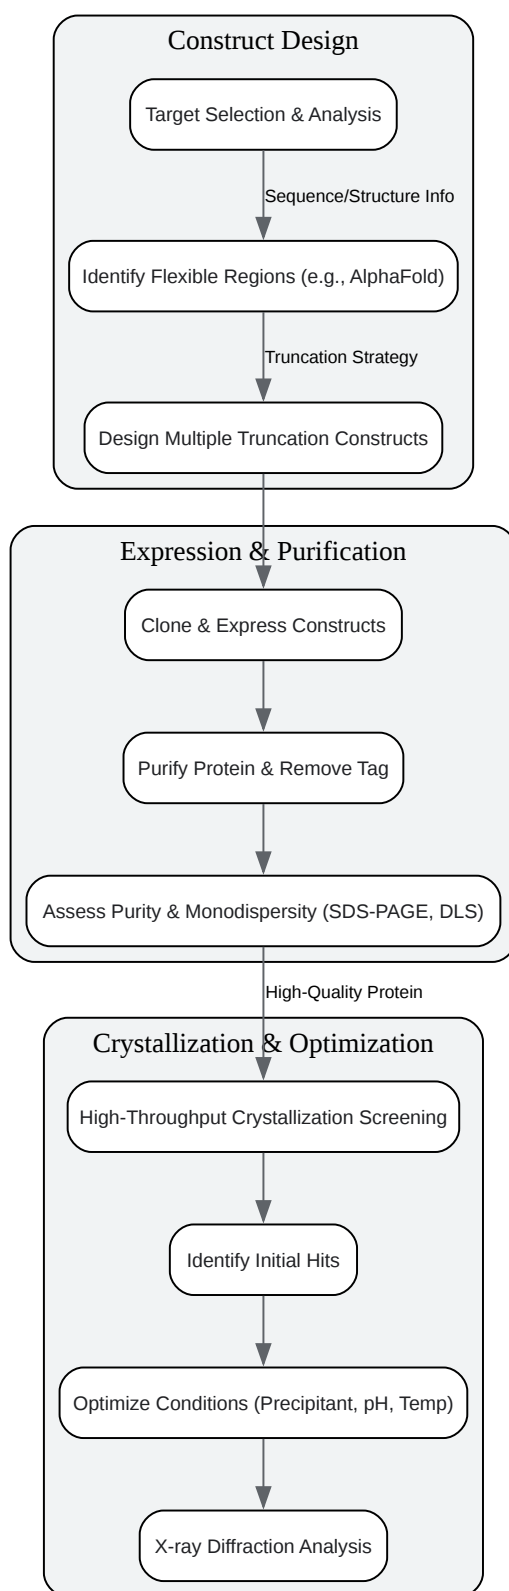 Construct Design
Target Selection & Analysis
Sequence/Structure Info
Identify Flexible Regions (e.g., AlphaFold)
Truncation Strategy
Design Multiple Truncation Constructs
Expression & Purification
Clone & Express Constructs
Purify Protein & Remove Tag
Assess Purity & Monodispersity (SDS-PAGE, DLS)
High-Quality Protein
Crystallization & Optimization
High-Throughput Crystallization Screening
Identify Initial Hits
Optimize Conditions (Precipitant, pH, Temp)
X-ray Diffraction Analysis